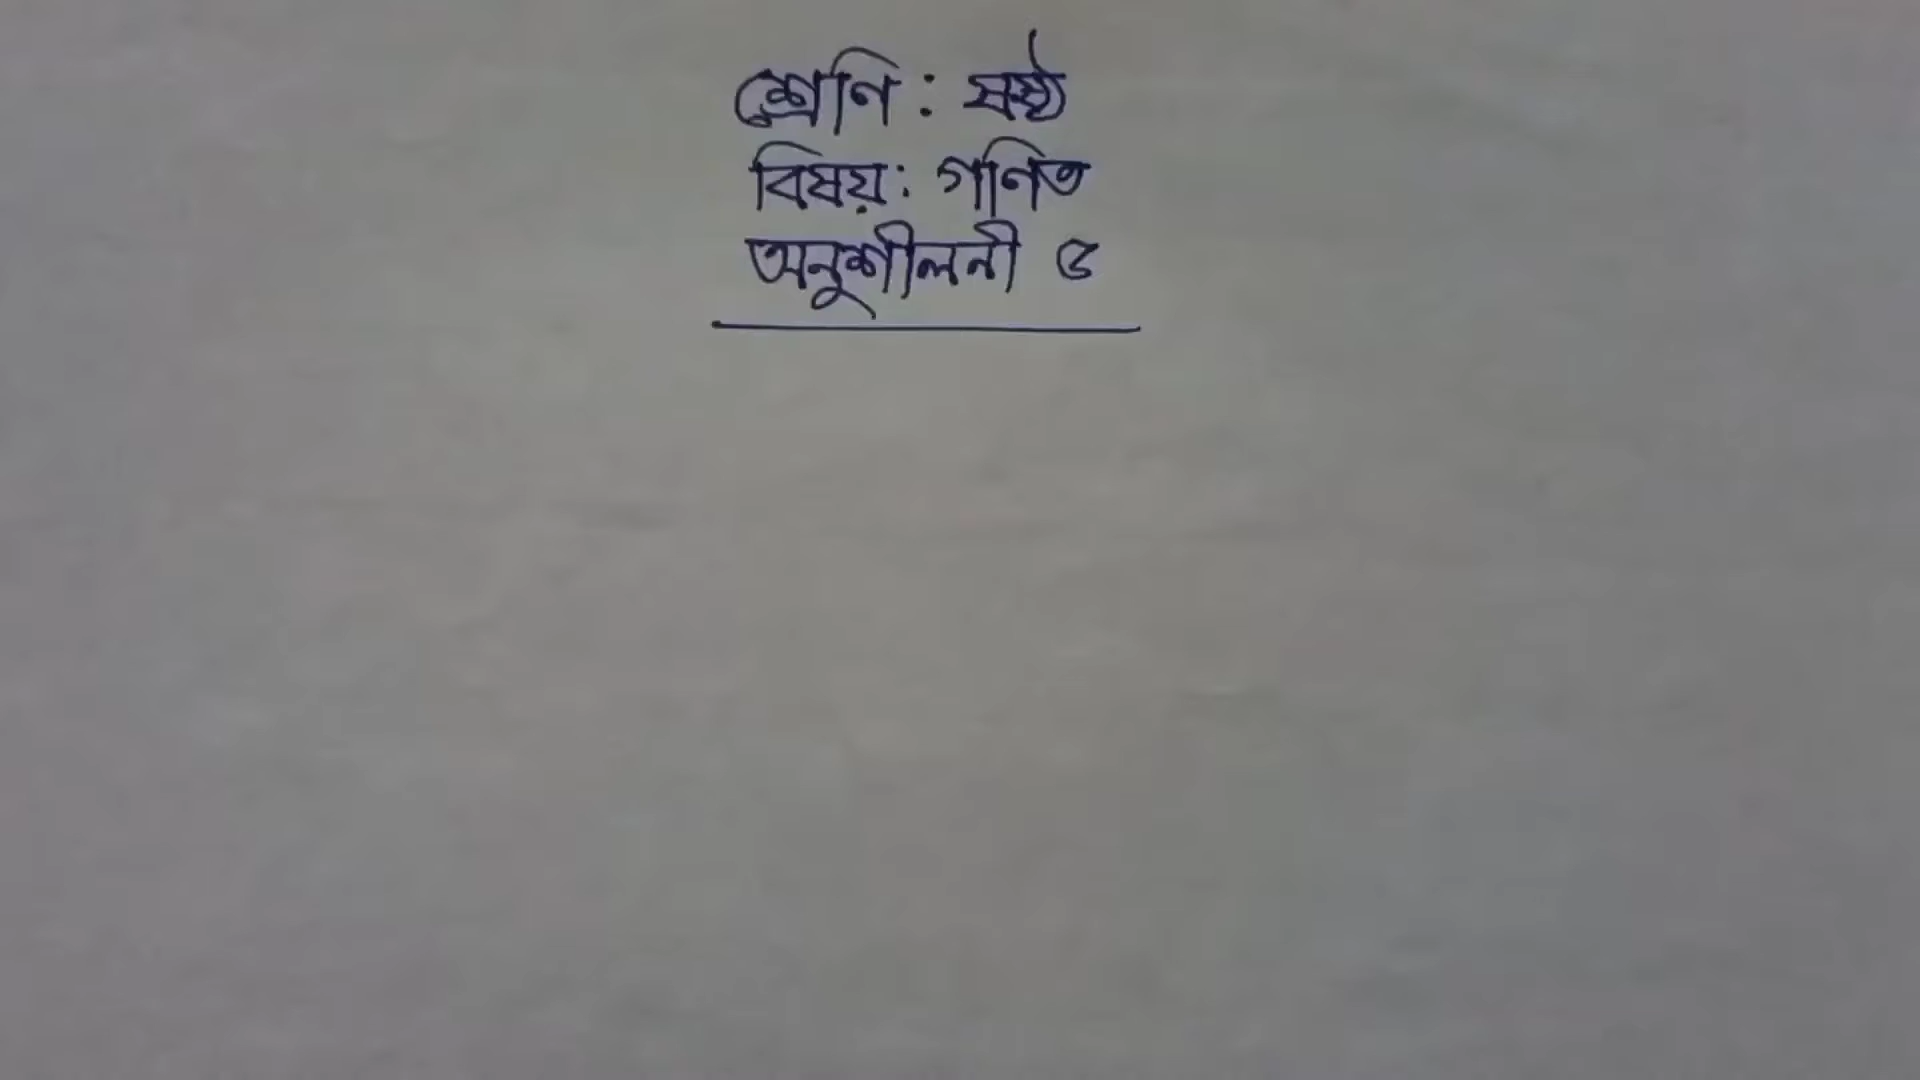 শ্রেণি : ষষ্ঠ
বিষয় : গণিত
অনুশীলনী ৫